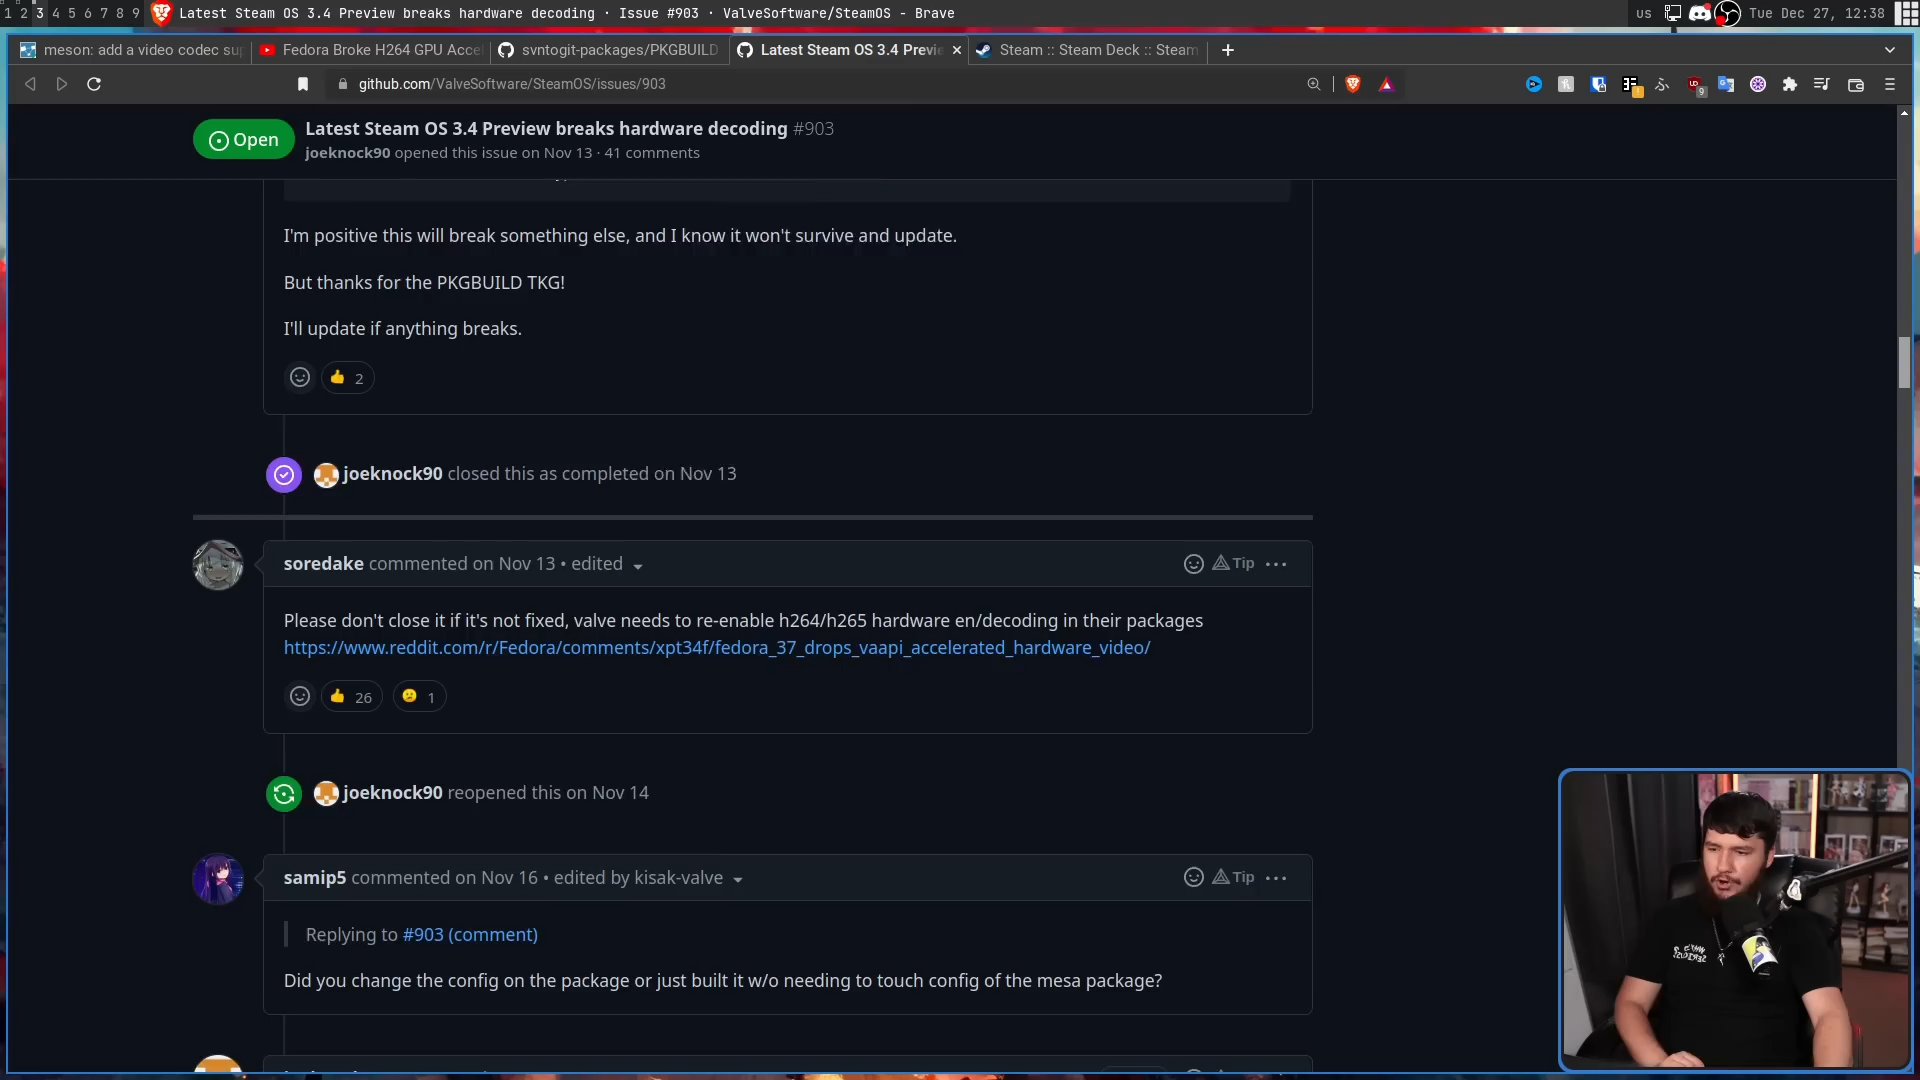 1 2 3 4 5 6 7 8 9 Latest Steam OS 3.4 Preview breaks hardware decoding · Issue #903 · ValveSoftware/SteamOS - Brave us Tue Dec 27, 12:38
meson: add a video codec su Fedora Broke H264 GPU Acce svntogit-packages/PKGBUILD Latest Steam OS 3.4 Previe Steam :: Steam Deck :: Steam
github.com/ValveSoftware/SteamOS/issues/903
9
Open
Latest Steam OS 3.4 Preview breaks hardware decoding #903
joeknock90 opened this issue on Nov 13 · 41 comments
I'm positive this will break something else, and I know it won't survive and update.
But thanks for the PKGBUILD TKG!
I'll update if anything breaks.
2
joeknock90 closed this as completed on Nov 13
soredake commented on Nov 13 • edited
Tip
Please don't close it if it's not fixed, valve needs to re-enable h264/h265 hardware en/decoding in their packages
https://www.reddit.com/r/Fedora/comments/xpt34f/fedora_37_drops_vaapi_accelerated_hardware_video/
26 1
joeknock90 reopened this on Nov 14
samip5 commented on Nov 16 • edited by kisak-valve
Tip
Replying to #903 (comment)
Did you change the config on the package or just built it w/o needing to touch config of the mesa package?